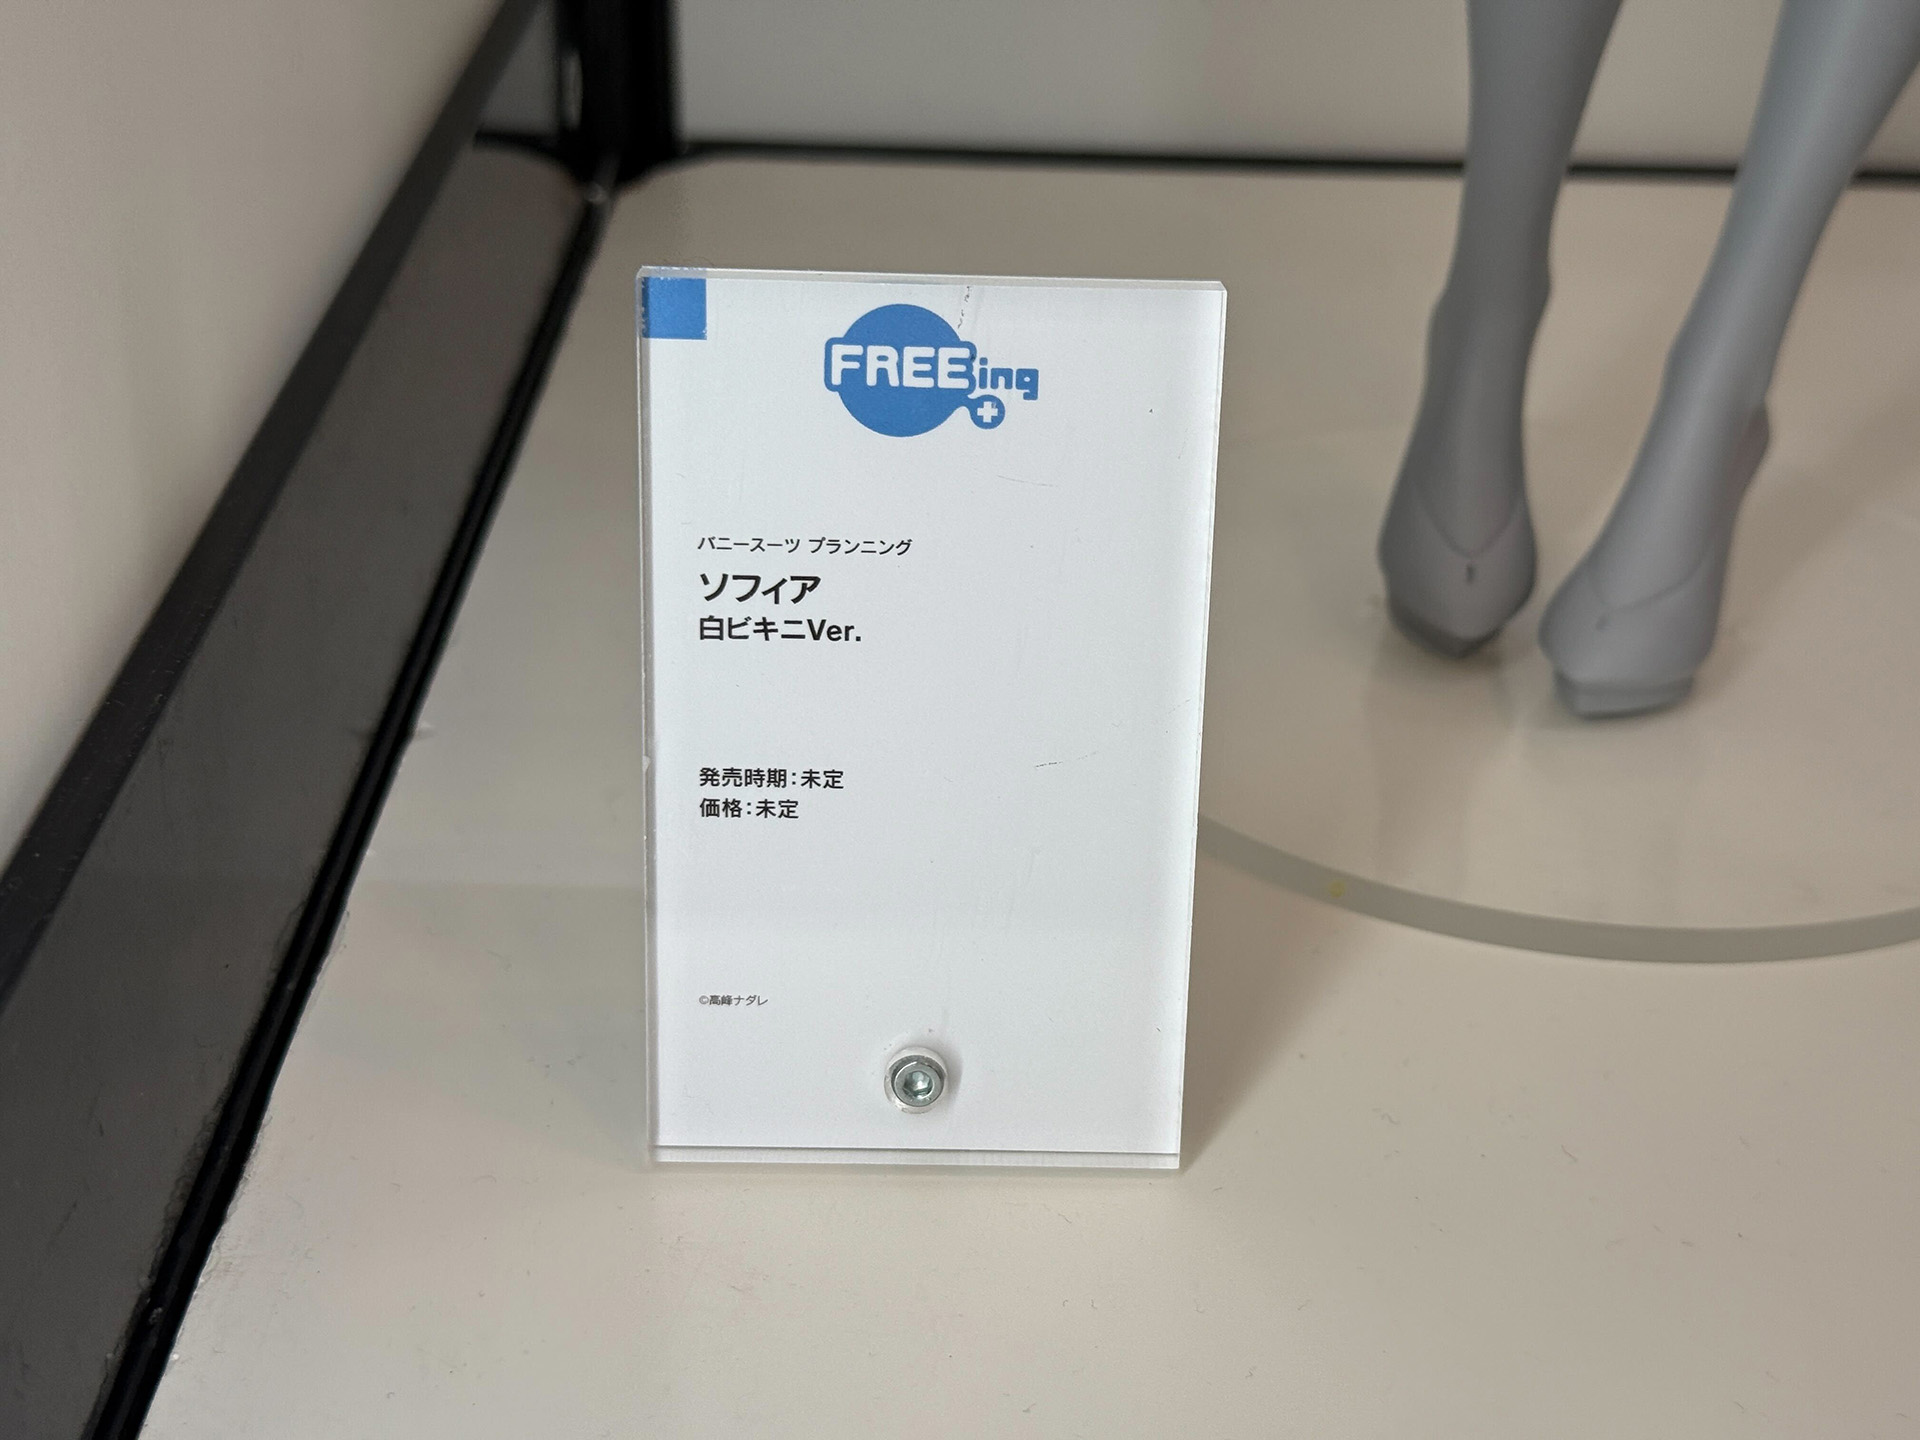 FREEing
バニースーツ プランニング
ソフィア
白ビキニVer.
発売時期：未定
価格：未定
©高峰ナダレ